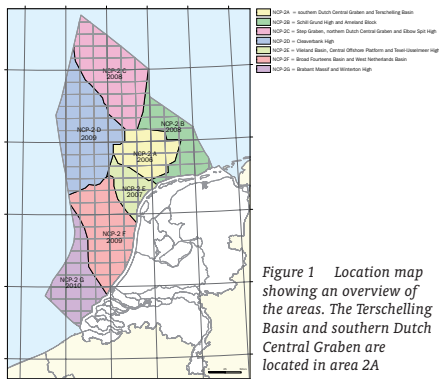 NCP-2A = southern Dutch Central Graben and Terschelling Basin
NCP-2B = Schill Grund High and Ameland Block
NCP-2C = Step Graben, northern Dutch Central Graben and Elbow Spit High
NCP-2D = Cleaverbank High
NCP-2E = Vlieland Basin, Central Offshore Platform and Texel-IJsselmeer High
NCP-2F = Broad Fourteens Basin and West Netherlands Basin
NCP-2G = Brabant Massif and Winterton High
NCP-2 C
2008
NCP-2 B
2008
NCP-2 D
2009
NCP-2 A
2006
NCP-2 E
2007
NCP-2 F
2009
NCP-2 G
2010
Figure 1 Location map
showing an overview of
the areas. The Terschelling
Basin and southern Dutch
Central Graben are
located in area 2A